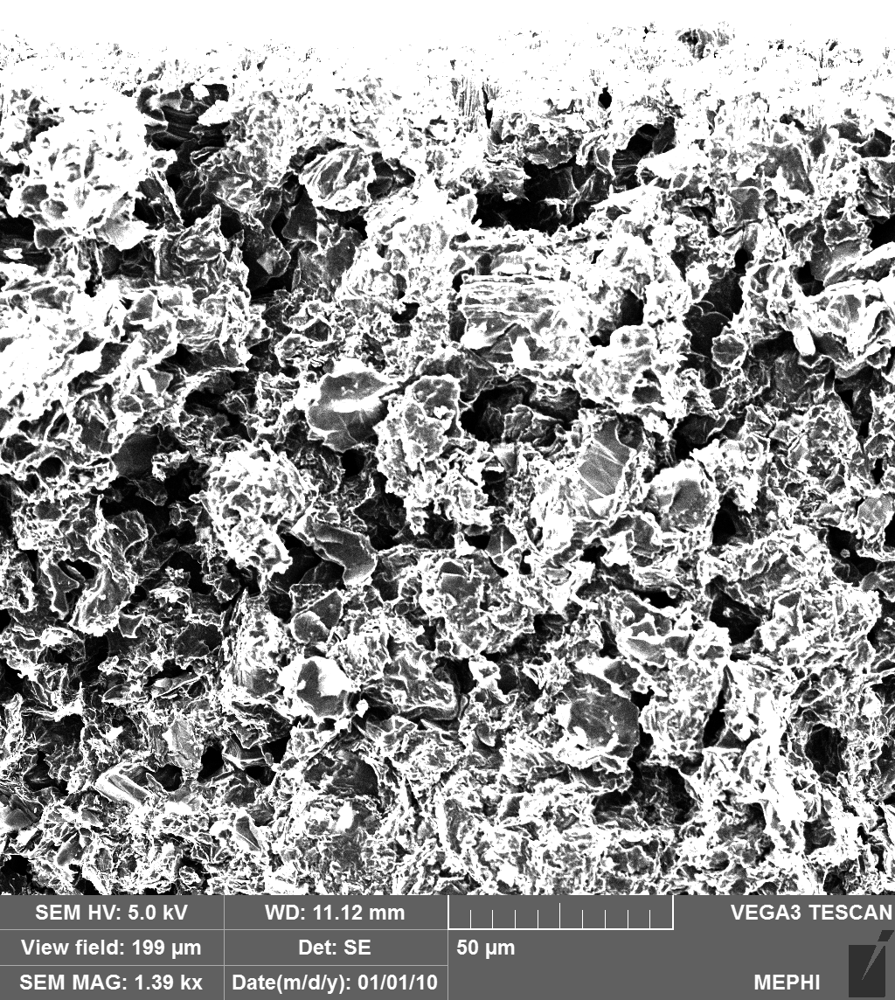 SEM HV: 5.0 kV
WD: 11.12 mm
VEGA3 TESCAN
View field: 199 µm
Det: SE
50 µm
SEM MAG: 1.39 kx
Date(m/d/y): 01/01/10
MEPHI